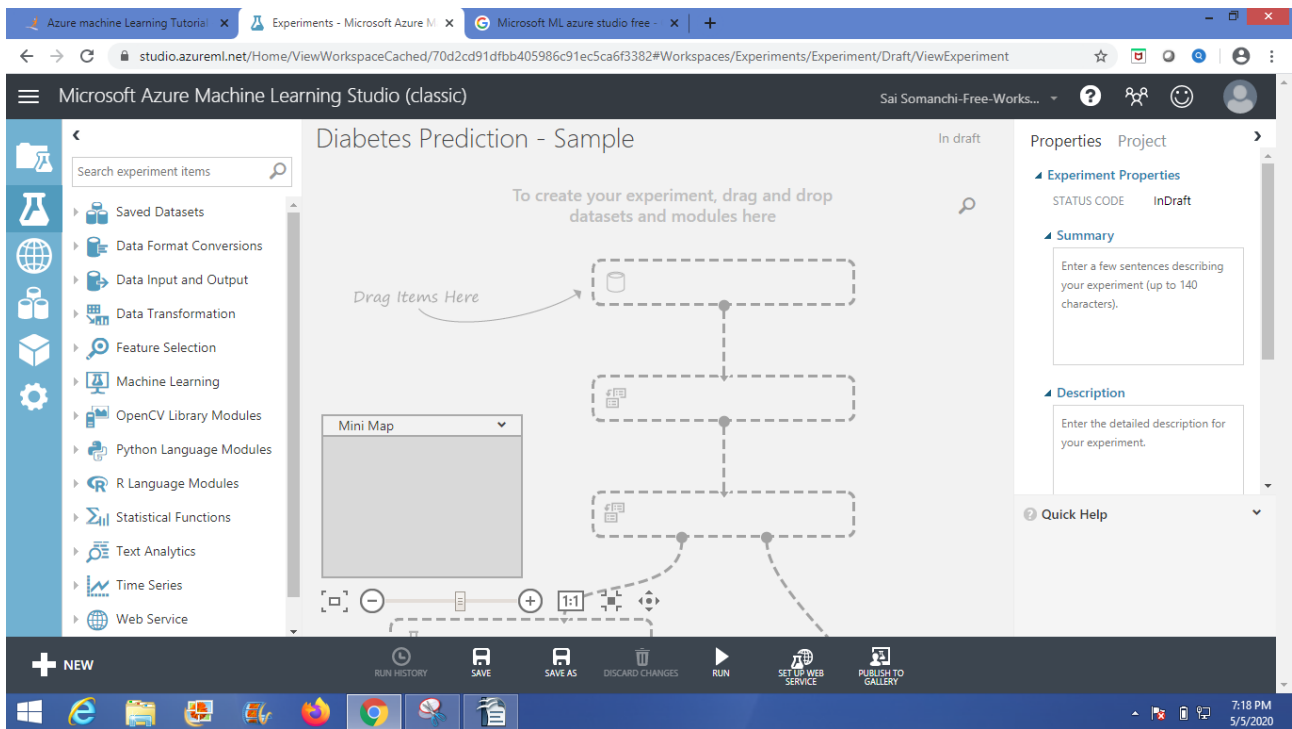 Azure machine Learning Tutorial
Experiments - Microsoft Azure M
Microsoft ML azure studio free -
studio.azureml.net/Home/ViewWorkspaceCached/70d2cd91dfbb405986c91ec5ca6f3382#Workspaces/Experiments/Experiment/Draft/ViewExperiment
Microsoft Azure Machine Learning Studio (classic)
Sai Somanchi-Free-Works...
Search experiment items
Saved Datasets
Data Format Conversions
Data Input and Output
Data Transformation
Feature Selection
Machine Learning
OpenCV Library Modules
Python Language Modules
R Language Modules
Statistical Functions
Text Analytics
Time Series
Web Service
Diabetes Prediction - Sample
In draft
To create your experiment, drag and drop
datasets and modules here
Drag Items Here
Mini Map
1:1
Properties Project
Experiment Properties
STATUS CODE InDraft
Summary
Enter a few sentences describing
your experiment (up to 140
characters).
Description
Enter the detailed description for
your experiment.
Quick Help
NEW
RUN HISTORY
SAVE
SAVE AS
DISCARD CHANGES
RUN
SET UP WEB
SERVICE
PUBLISH TO
GALLERY
7:18 PM
5/5/2020